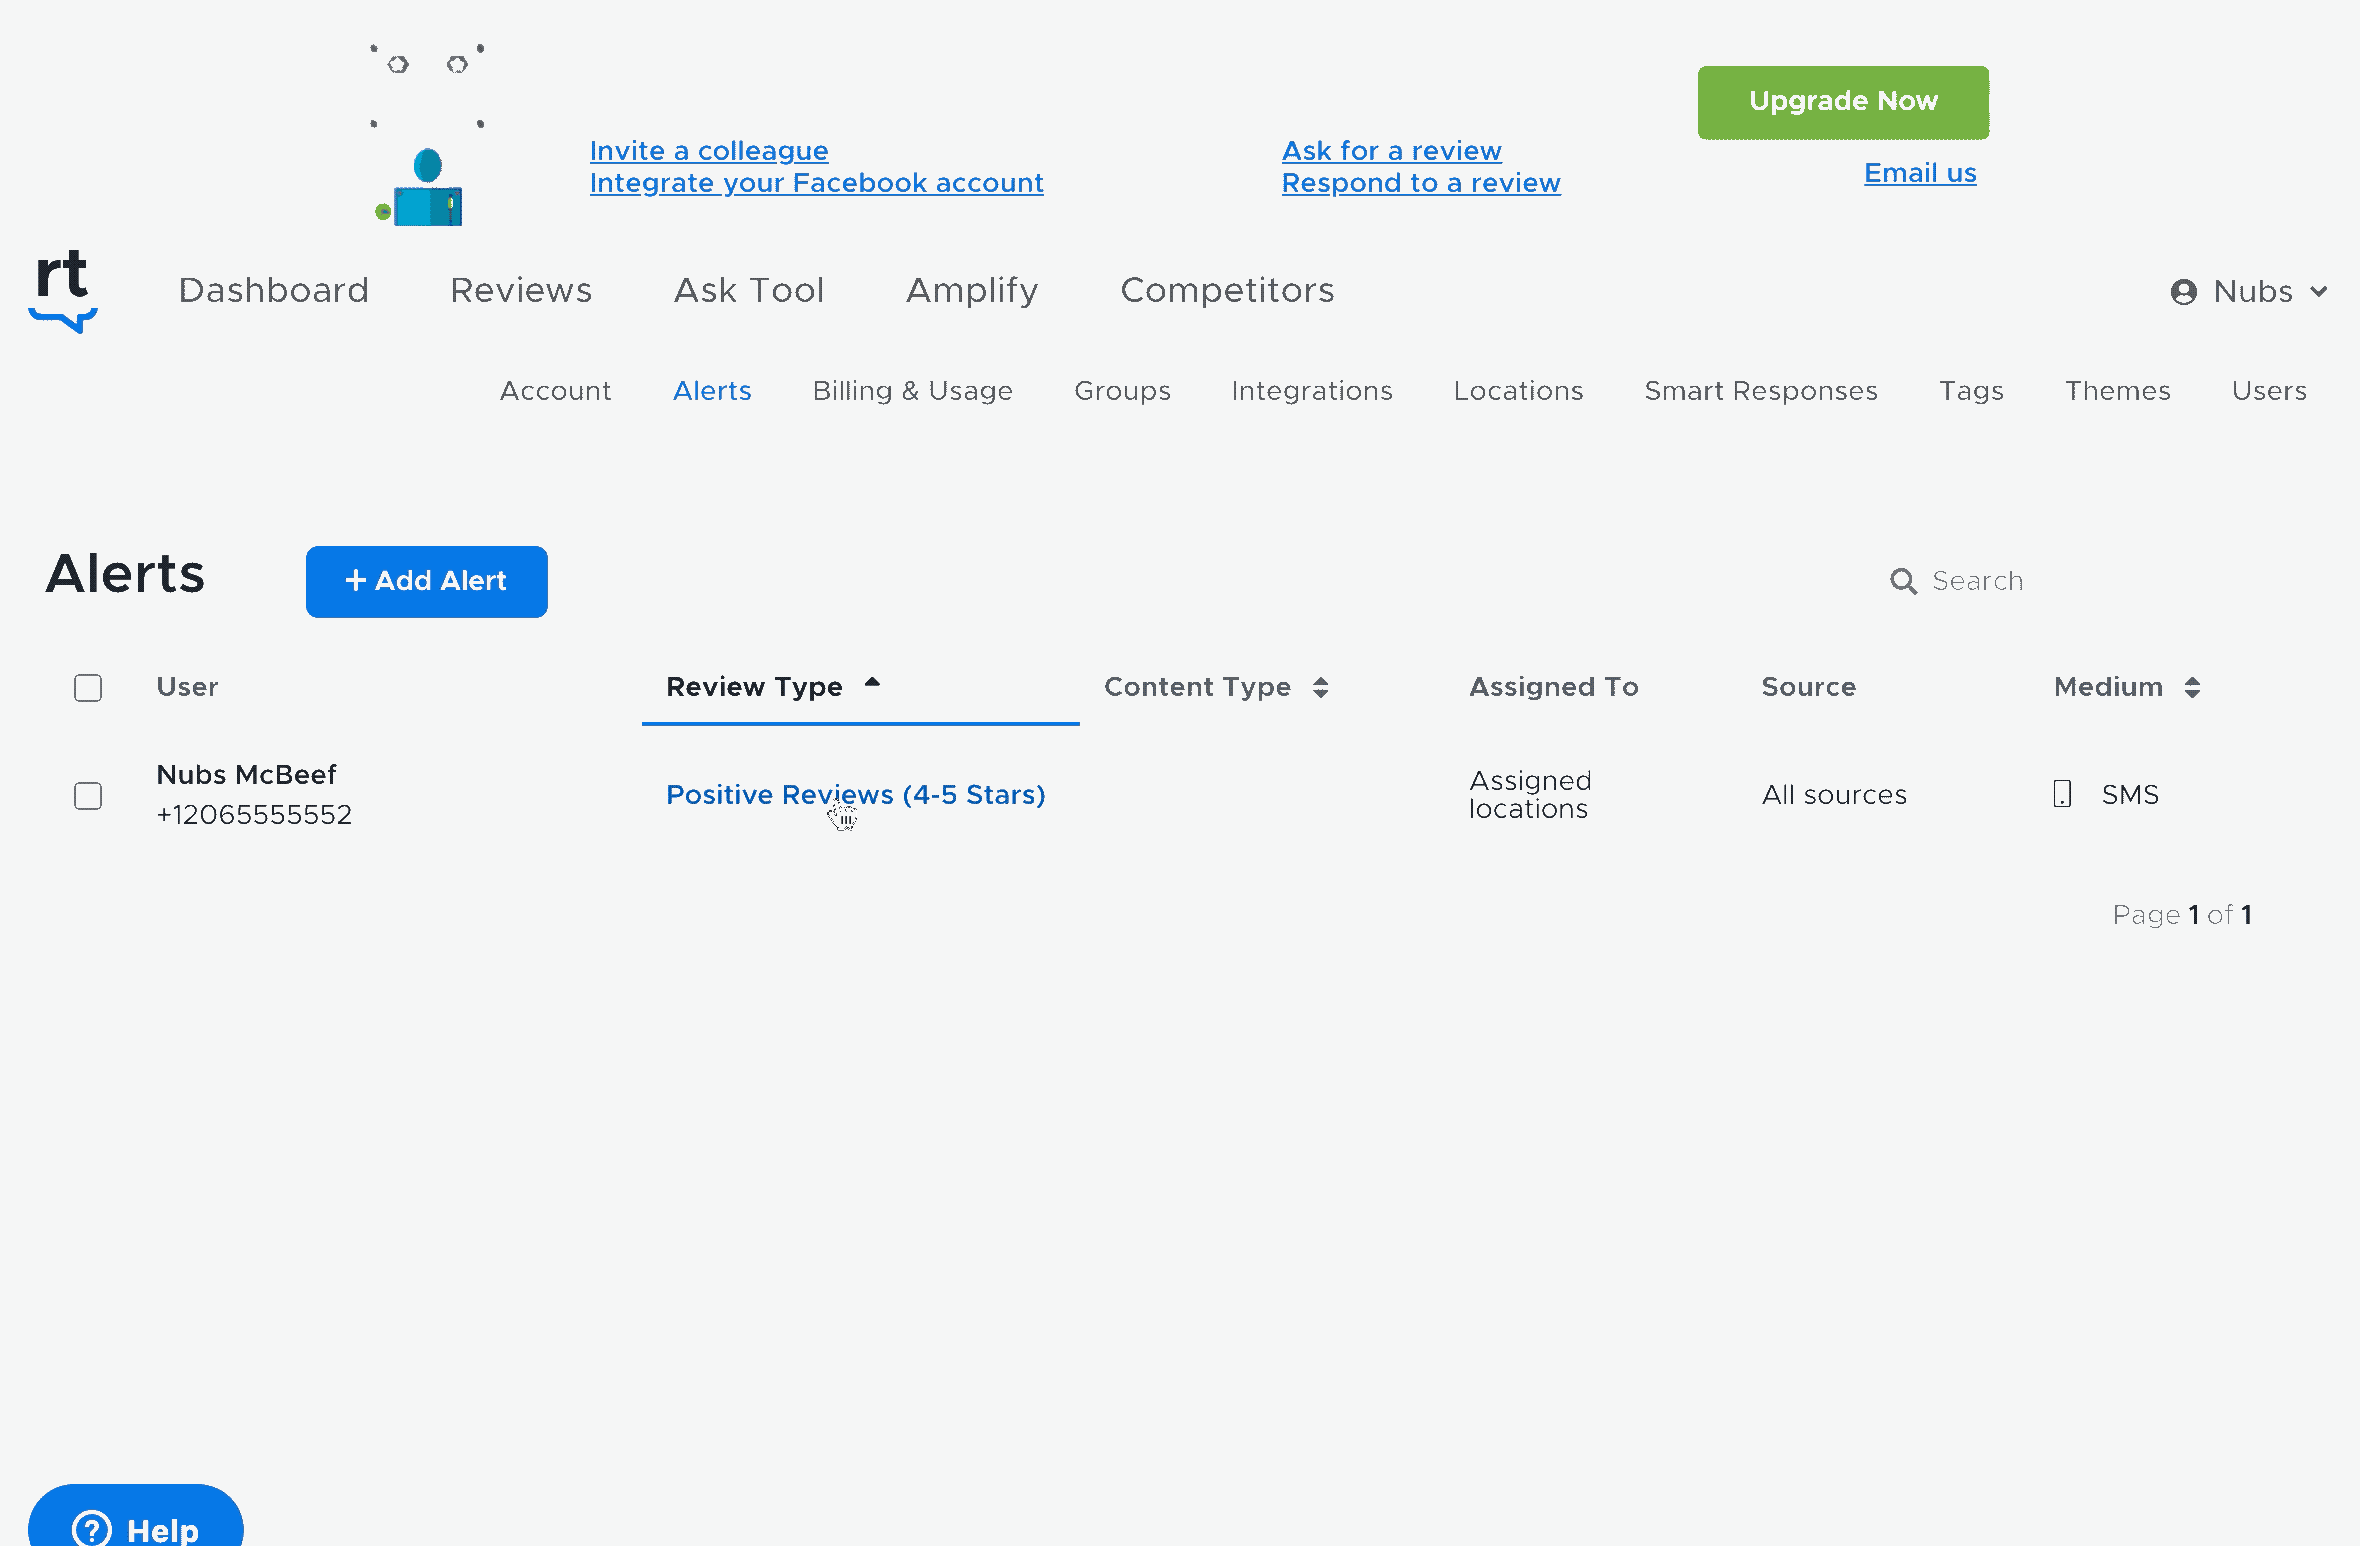 Upgrade Now
Invite a colleague
Integrate your Facebook account
Ask for a review
Respond to a review
Email us
rt
Dashboard Reviews Ask Tool Amplify Competitors Nubs
Account Alerts Billing & Usage Groups Integrations Locations Smart Responses Tags Themes Users
Alerts + Add Alert Search
User Review Type Content Type Assigned To Source Medium
Nubs McBeef
+12065555552
Positive Reviews (4-5 Stars)
Assigned
locations
All sources
SMS
Page 1 of 1
? Help